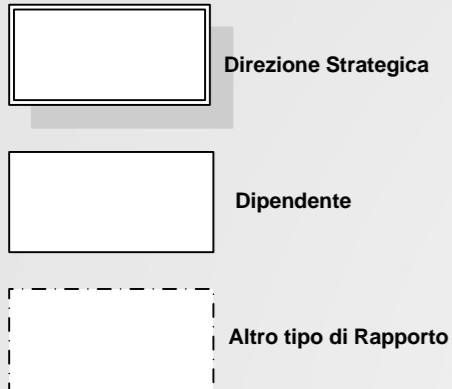 Direzione Strategica
Dipendente
Altro tipo di Rapporto